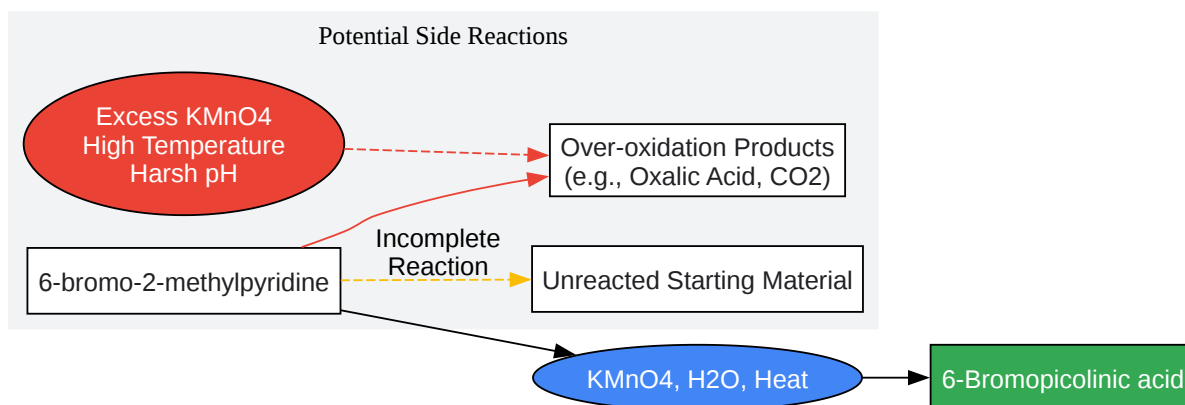 Potential Side Reactions
Excess KMnO4
High Temperature
Harsh pH
Over-oxidation Products
(e.g., Oxalic Acid, CO2)
Incomplete
Reaction
6-bromo-2-methylpyridine
Unreacted Starting Material
KMnO4, H2O, Heat
6-Bromopicolinic acid